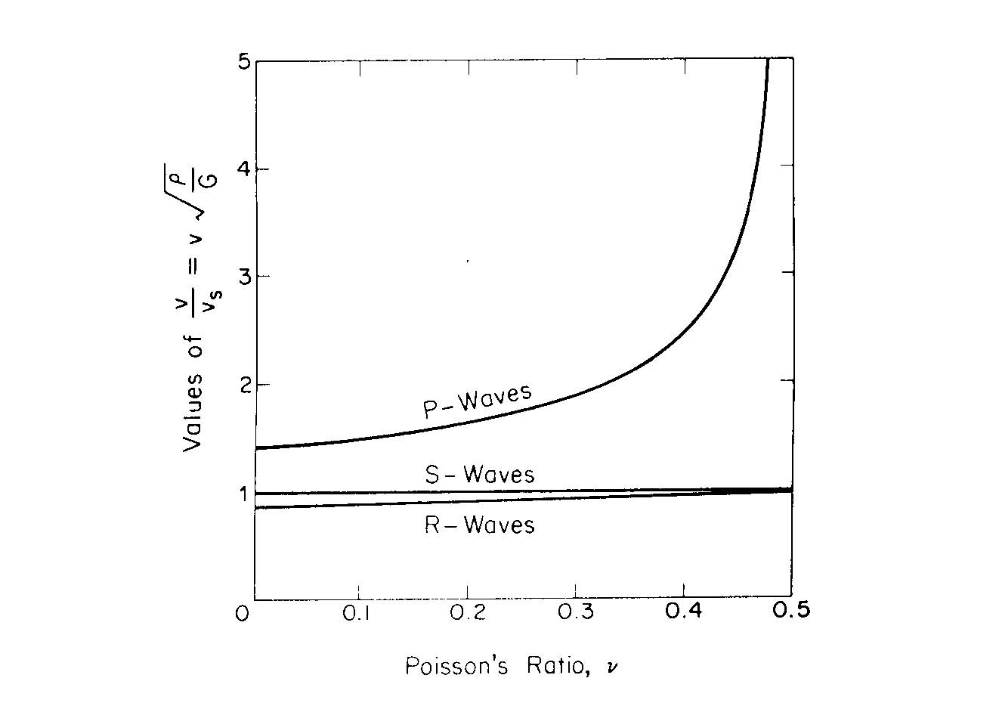 5
4
3
2
1
0
0.1
0.2
0.3
0.4
0.5
Values of v/v_s = v √ρ/G
P-Waves
S-Waves
R-Waves
Poisson's Ratio, ν